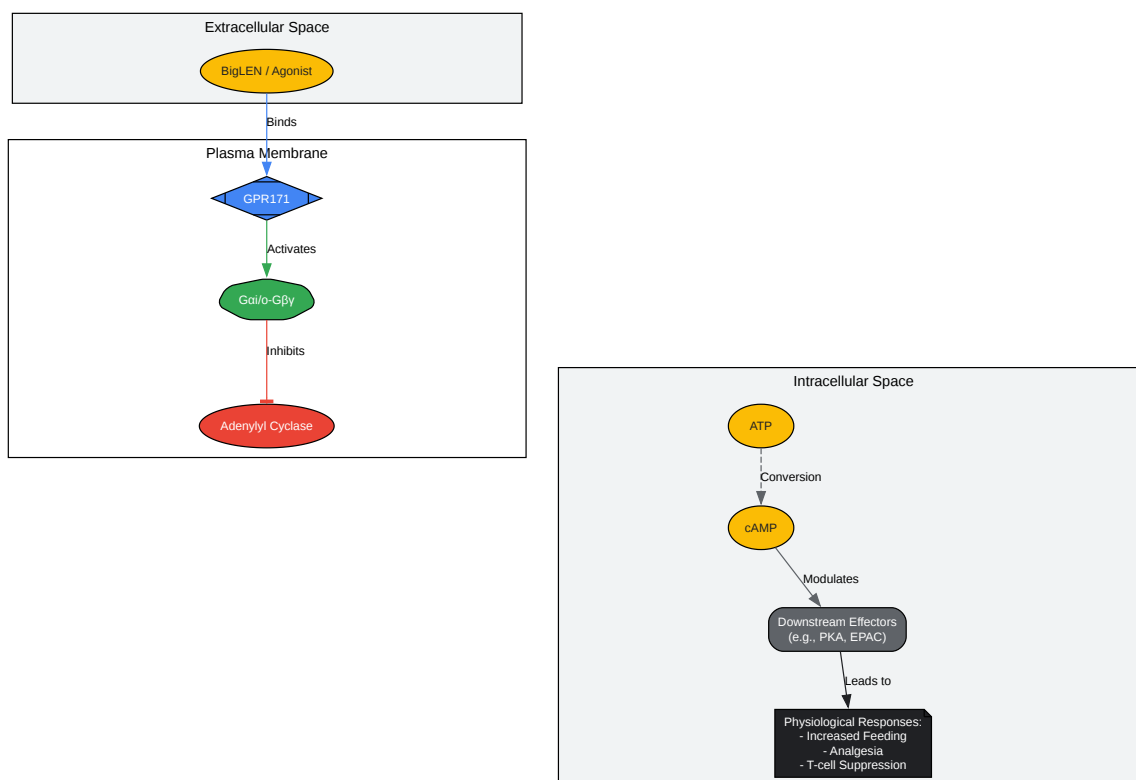 Extracellular Space
BigLEN / Agonist
Binds
Plasma Membrane
GPR171
Activates
Gαi/o-Gβγ
Inhibits
Adenylyl Cyclase
Intracellular Space
ATP
Conversion
cAMP
Modulates
Downstream Effectors
(e.g., PKA, EPAC)
Leads to
Physiological Responses:
- Increased Feeding
- Analgesia
- T-cell Suppression